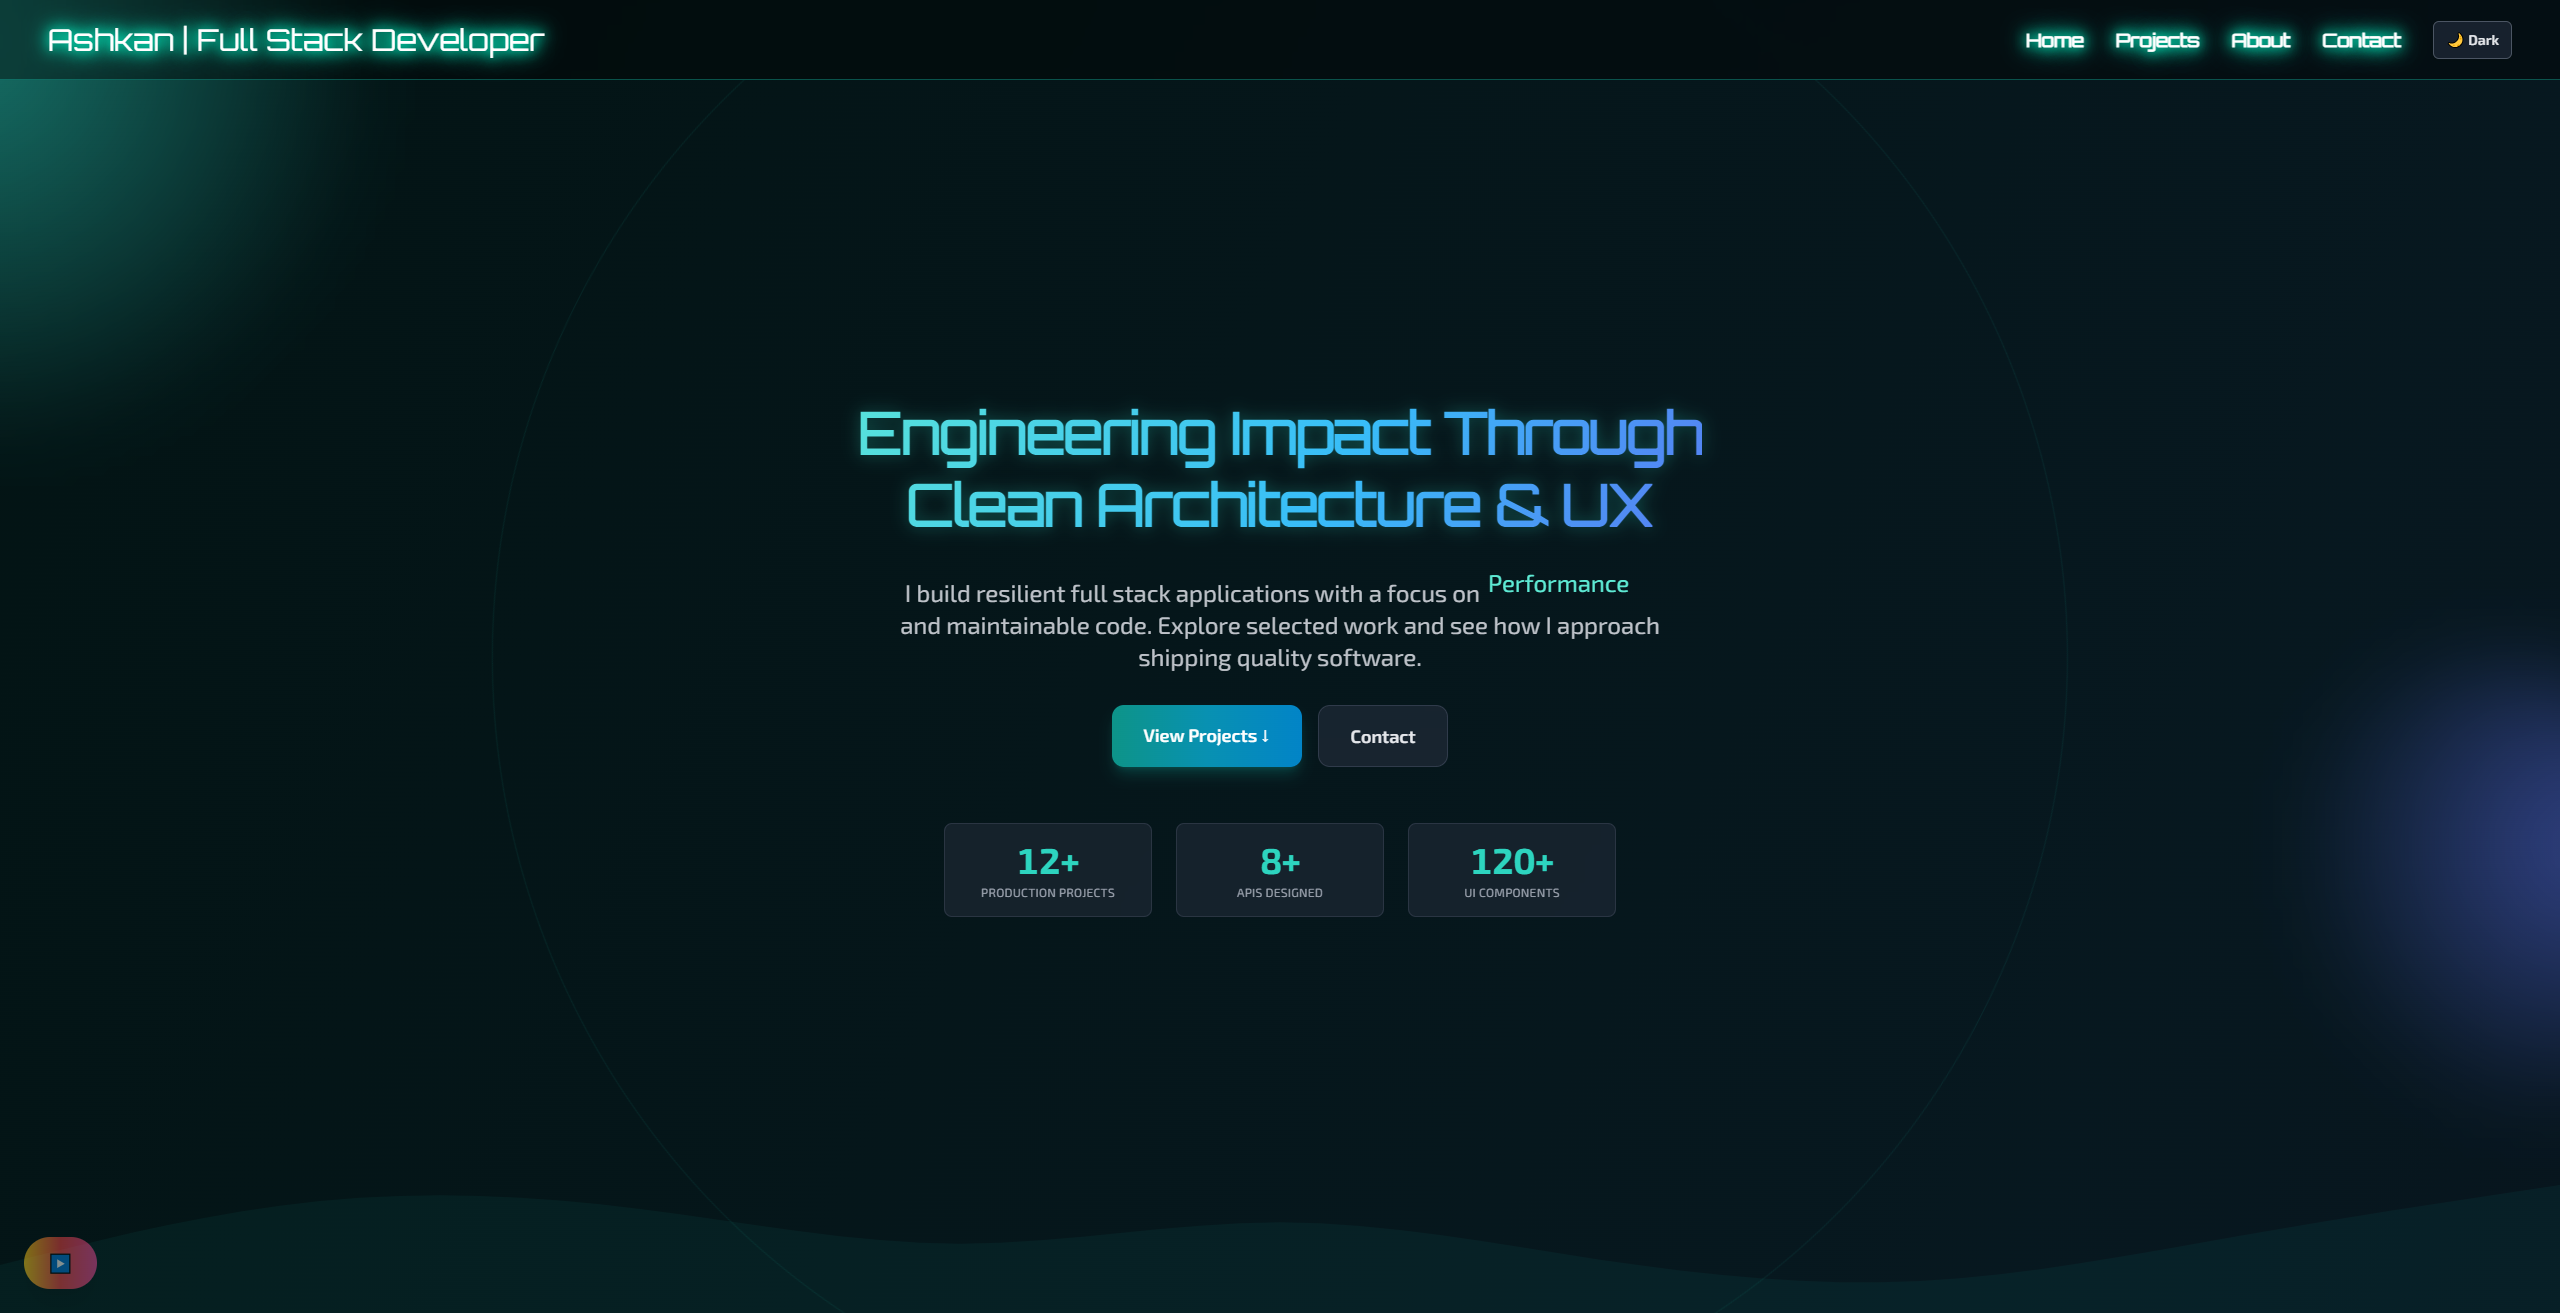 Ashkan | Full Stack Developer
Home Projects About Contact 🌙 Dark
Engineering Impact Through
Clean Architecture & UX
I build resilient full stack applications with a focus on Performance
and maintainable code. Explore selected work and see how I approach
shipping quality software.
View Projects ↓ Contact
12+ 8+ 120+
PRODUCTION PROJECTS APIS DESIGNED UI COMPONENTS